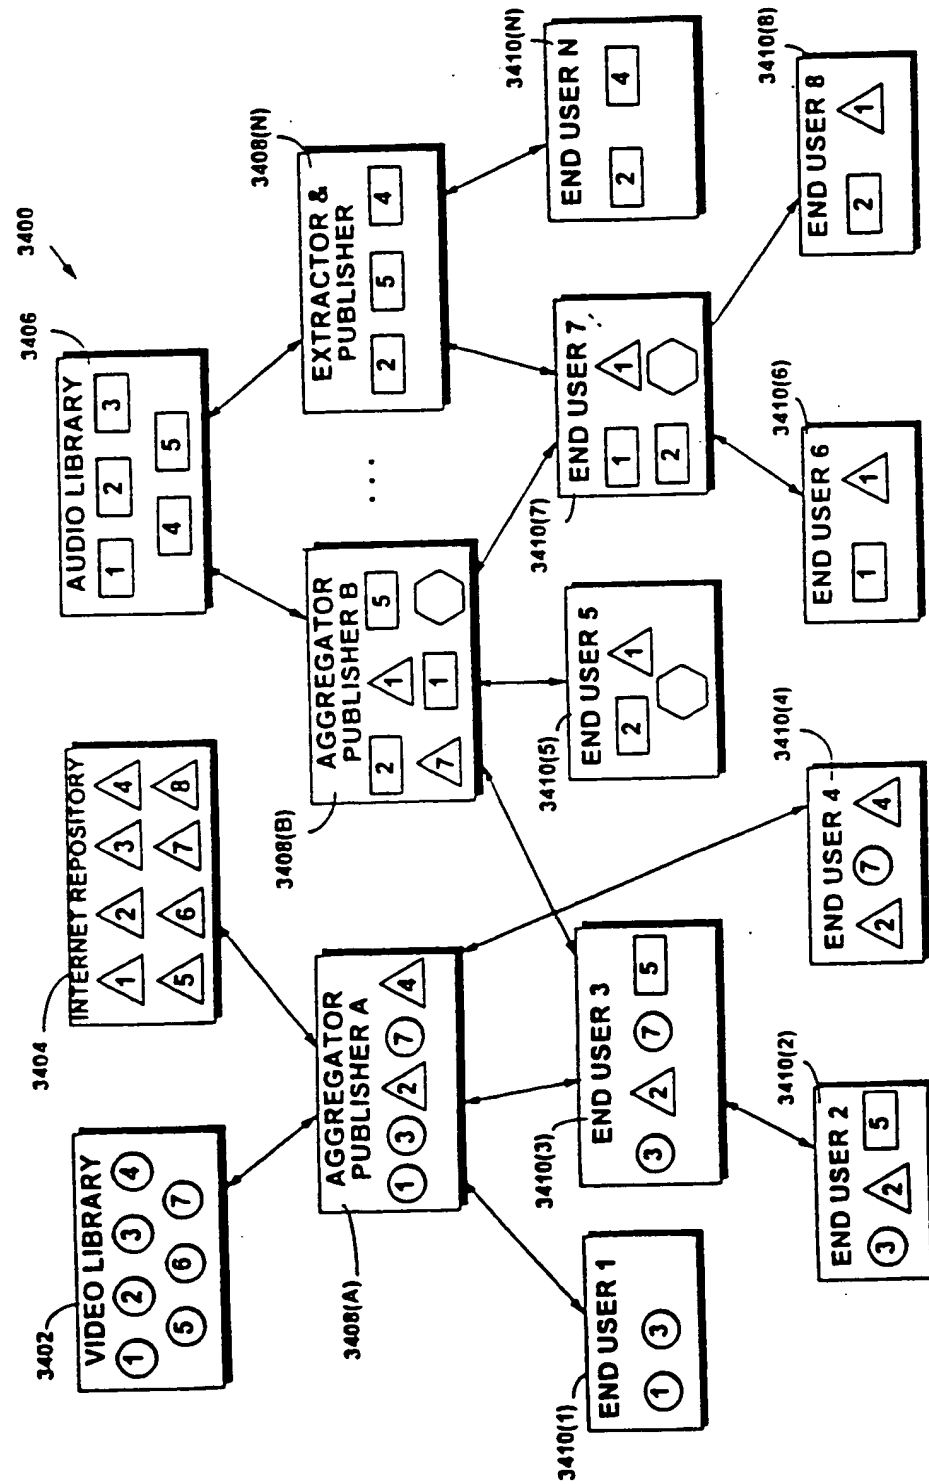 3400
3402
VIDEO LIBRARY
1 2 3 4
5 6 7
3404
INTERNET REPOSITORY
1 2 3 4
5 6 7 8
3406
AUDIO LIBRARY
1 2 3
4 5
3408(A)
AGGREGATOR
PUBLISHER A
1 3 2 7 4
3408(B)
AGGREGATOR
PUBLISHER B
2 1 5
7 1
...
3408(N)
EXTRACTOR &
PUBLISHER
2 5 4
3410(1)
END USER 1
1 3
3410(3)
END USER 3
3 2 7 5
3410(5)
END USER 5
2 1
3410(7)
END USER 7
1 1
2
3410(N)
END USER N
2 4
3410(2)
END USER 2
3 2 5
3410(4)
END USER 4
2 7 4
3410(6)
END USER 6
1 1
3410(8)
END USER 8
2 1